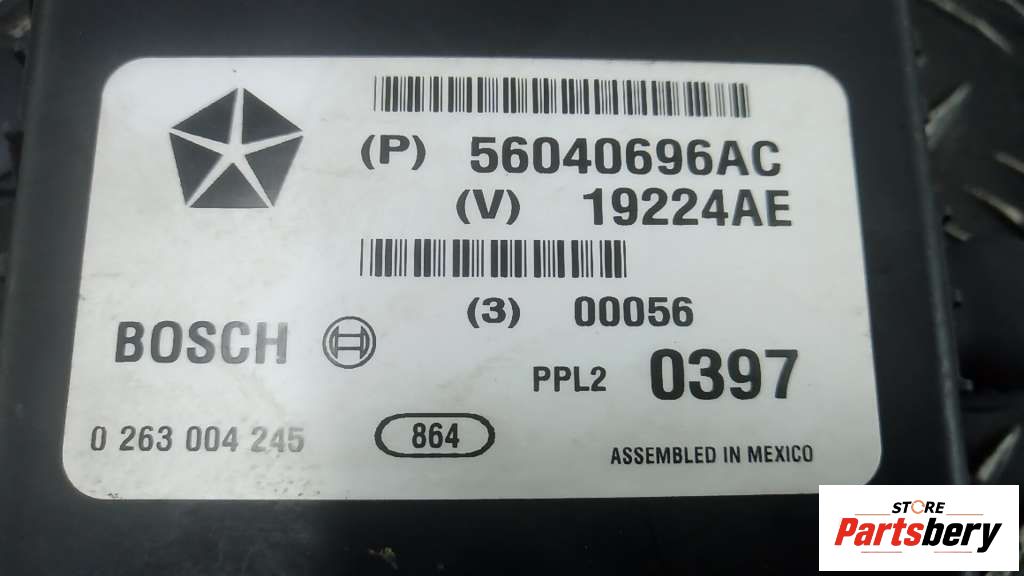 (P) 56040696AC
(V) 19224AE
(3) 00056
BOSCH
PPL2 0397
0 263 004 245
864
ASSEMBLED IN MEXICO
STORE
Partsbery